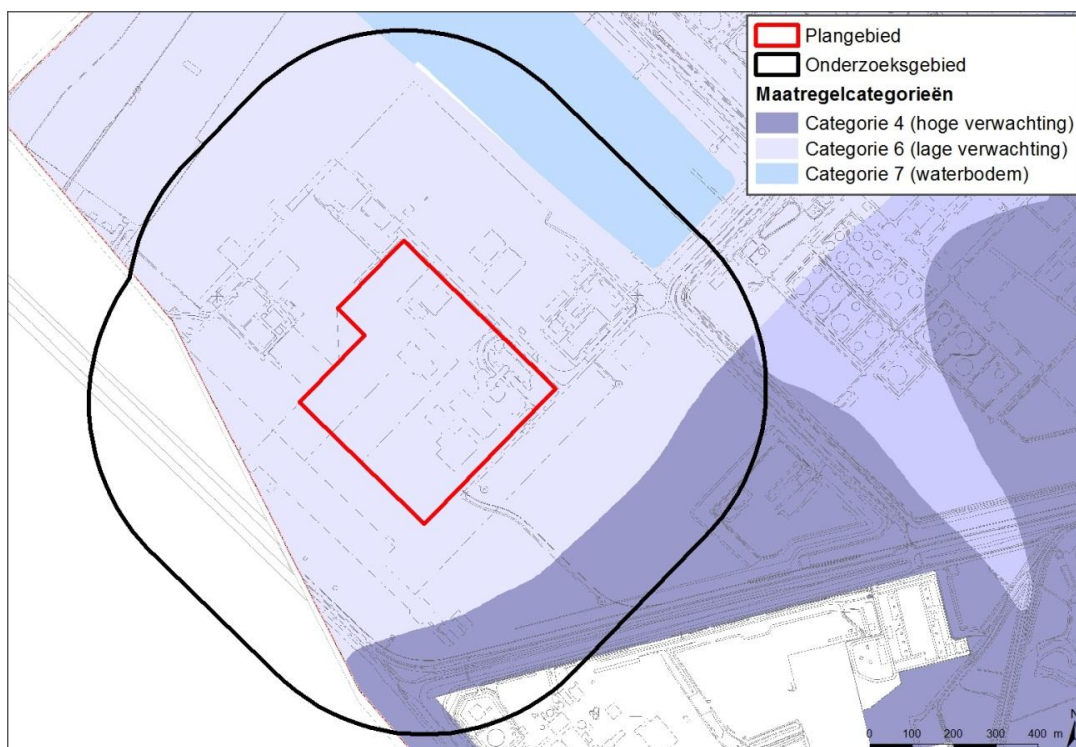 Plangebied
Onderzoeksgebied
Maatregelcategorieën
Categorie 4 (hoge verwachting)
Categorie 6 (lage verwachting)
Categorie 7 (waterbodem)
N
0 100 200 300 400 m